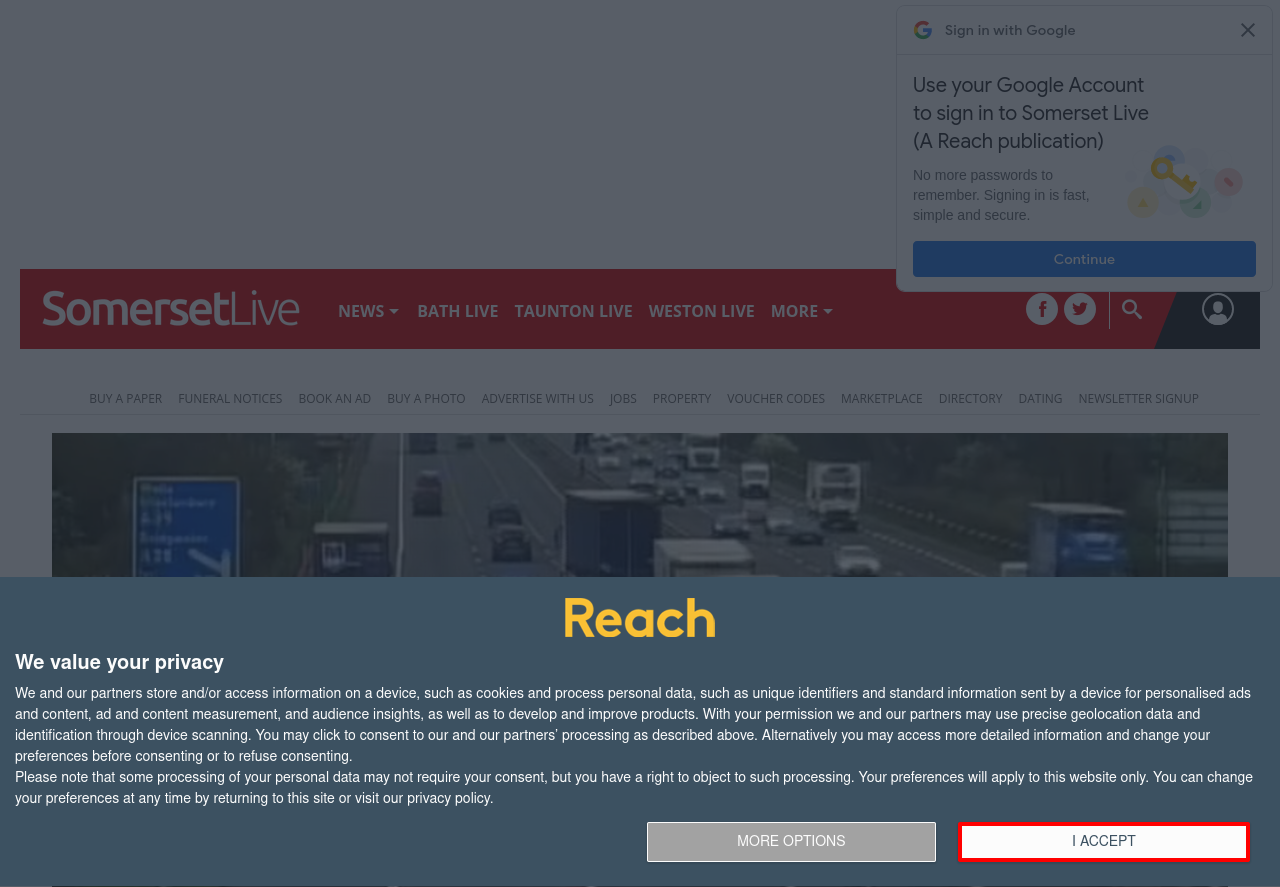 Sign in with Google
Use your Google Account
to sign in to Somerset Live
(A Reach publication)
No more passwords to
remember. Signing in is fast,
simple and secure.
Continue
SomersetLive
NEWS BATH LIVE TAUNTON LIVE WESTON LIVE MORE
BUY A PAPER FUNERAL NOTICES BOOK AN AD BUY A PHOTO ADVERTISE WITH US JOBS PROPERTY VOUCHER CODES MARKETPLACE DIRECTORY DATING NEWSLETTER SIGNUP
Reach
We value your privacy
We and our partners store and/or access information on a device, such as cookies and process personal data, such as unique identifiers and standard information sent by a device for personalised ads
and content, ad and content measurement, and audience insights, as well as to develop and improve products. With your permission we and our partners may use precise geolocation data and
identification through device scanning. You may click to consent to our and our partners’ processing as described above. Alternatively you may access more detailed information and change your
preferences before consenting or to refuse consenting.
Please note that some processing of your personal data may not require your consent, but you have a right to object to such processing. Your preferences will apply to this website only. You can change
your preferences at any time by returning to this site or visit our privacy policy.
MORE OPTIONS I ACCEPT